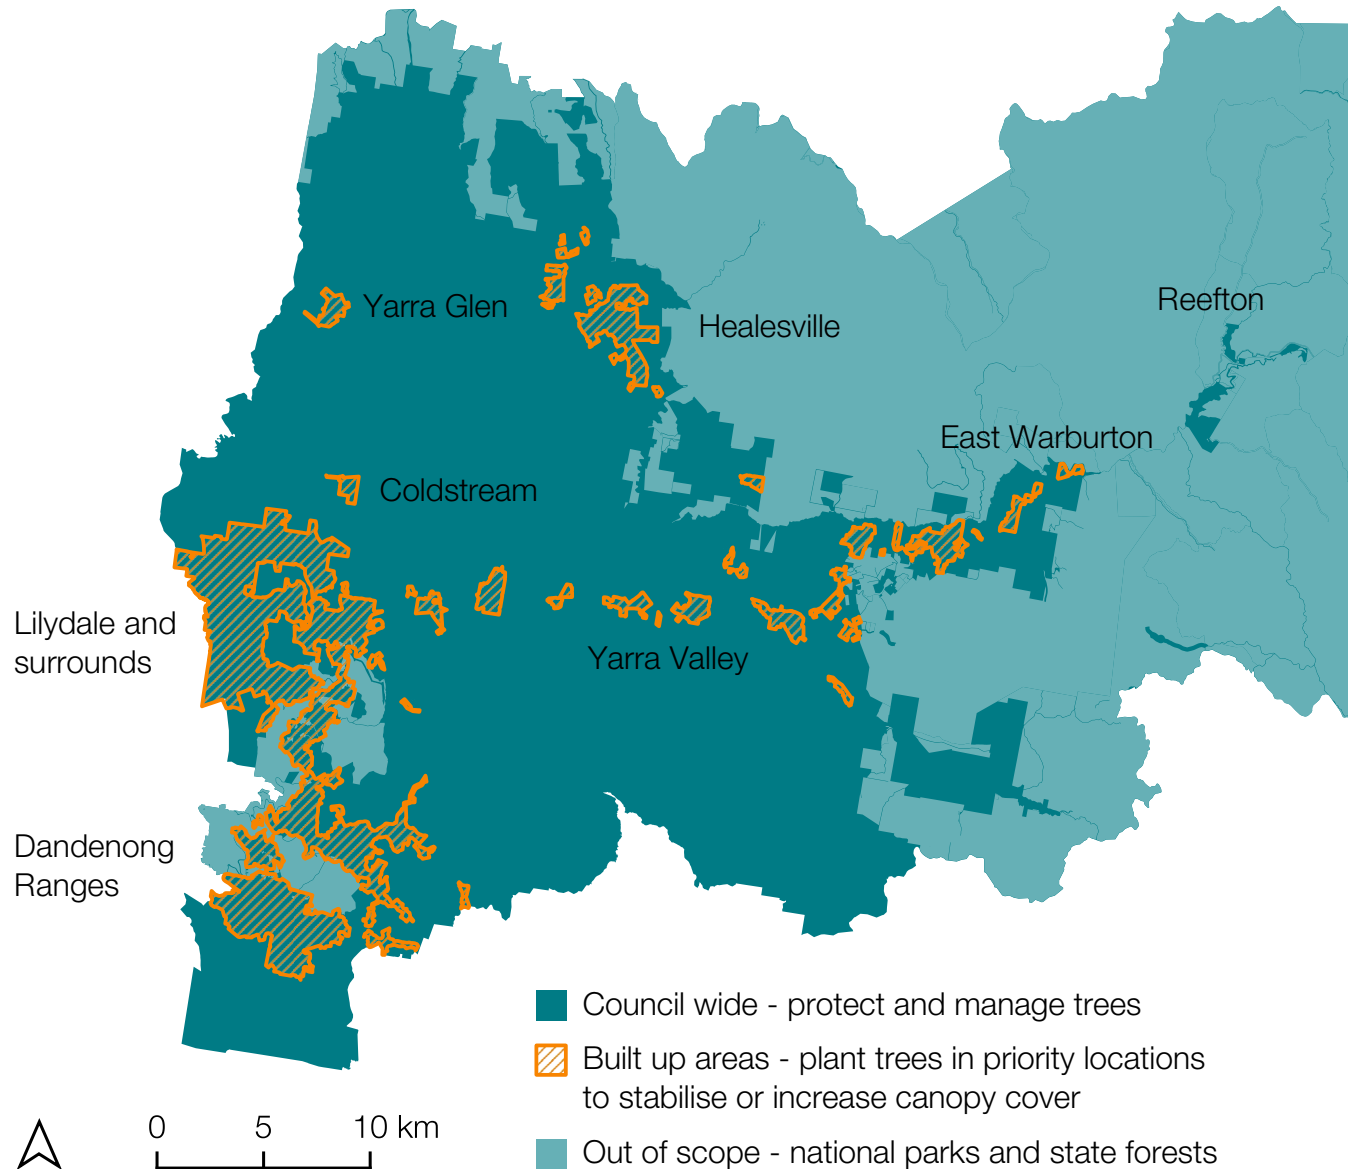 Yarra Glen
Healesville
Reefton
East Warburton
Coldstream
Lilydale and
surrounds
Yarra Valley
Dandenong
Ranges
Council wide - protect and manage trees
Built up areas - plant trees in priority locations
to stabilise or increase canopy cover
Out of scope - national parks and state forests
0 5 10 km